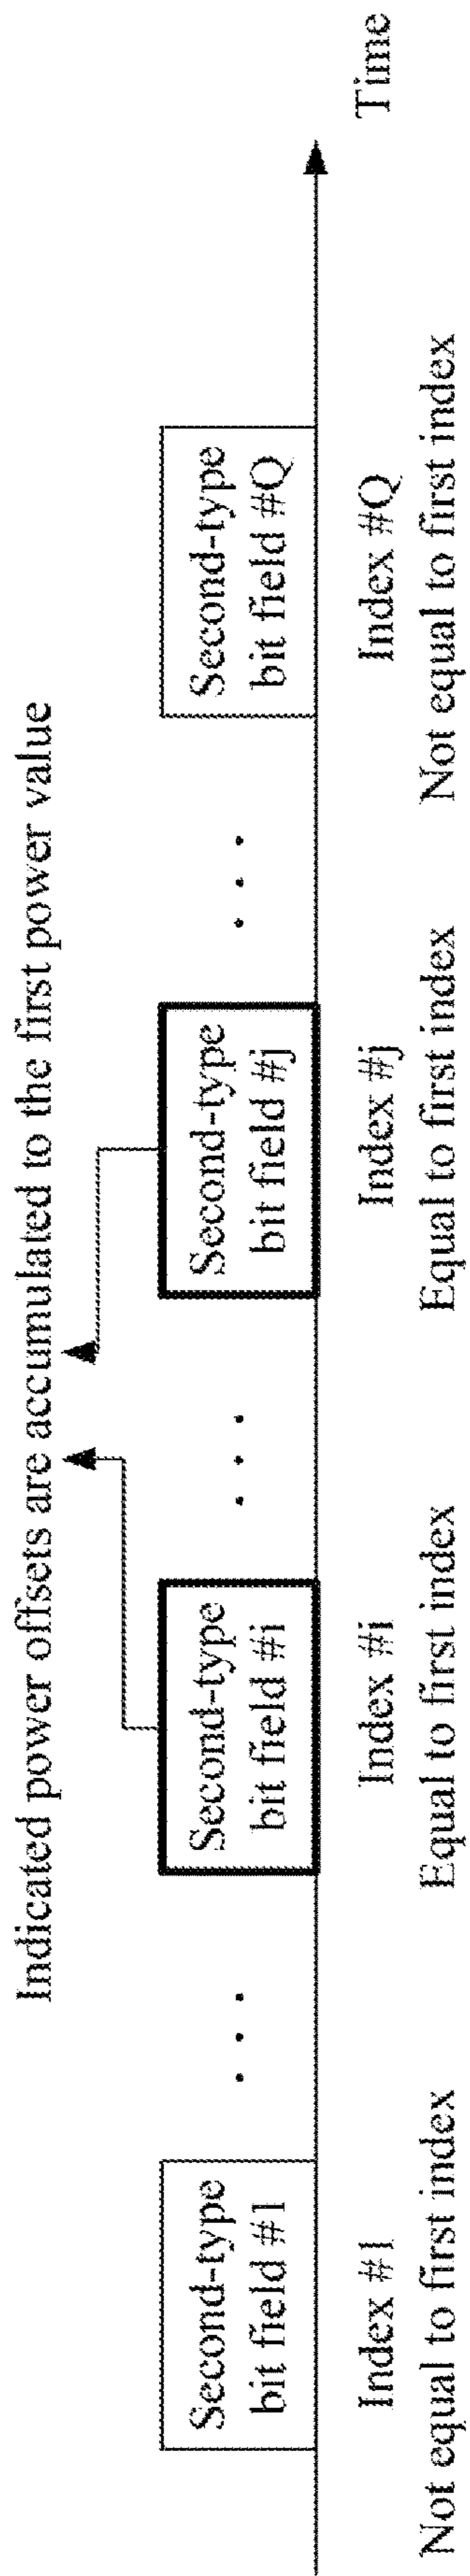 Indicated power offsets are accumulated to the first power value
Second-type
bit field #1
. . .
Second-type
bit field #i
. . .
Second-type
bit field #j
. . .
Second-type
bit field #Q
Time
Index #1
Not equal to first index
Index #i
Equal to first index
Index #j
Equal to first index
Index #Q
Not equal to first index